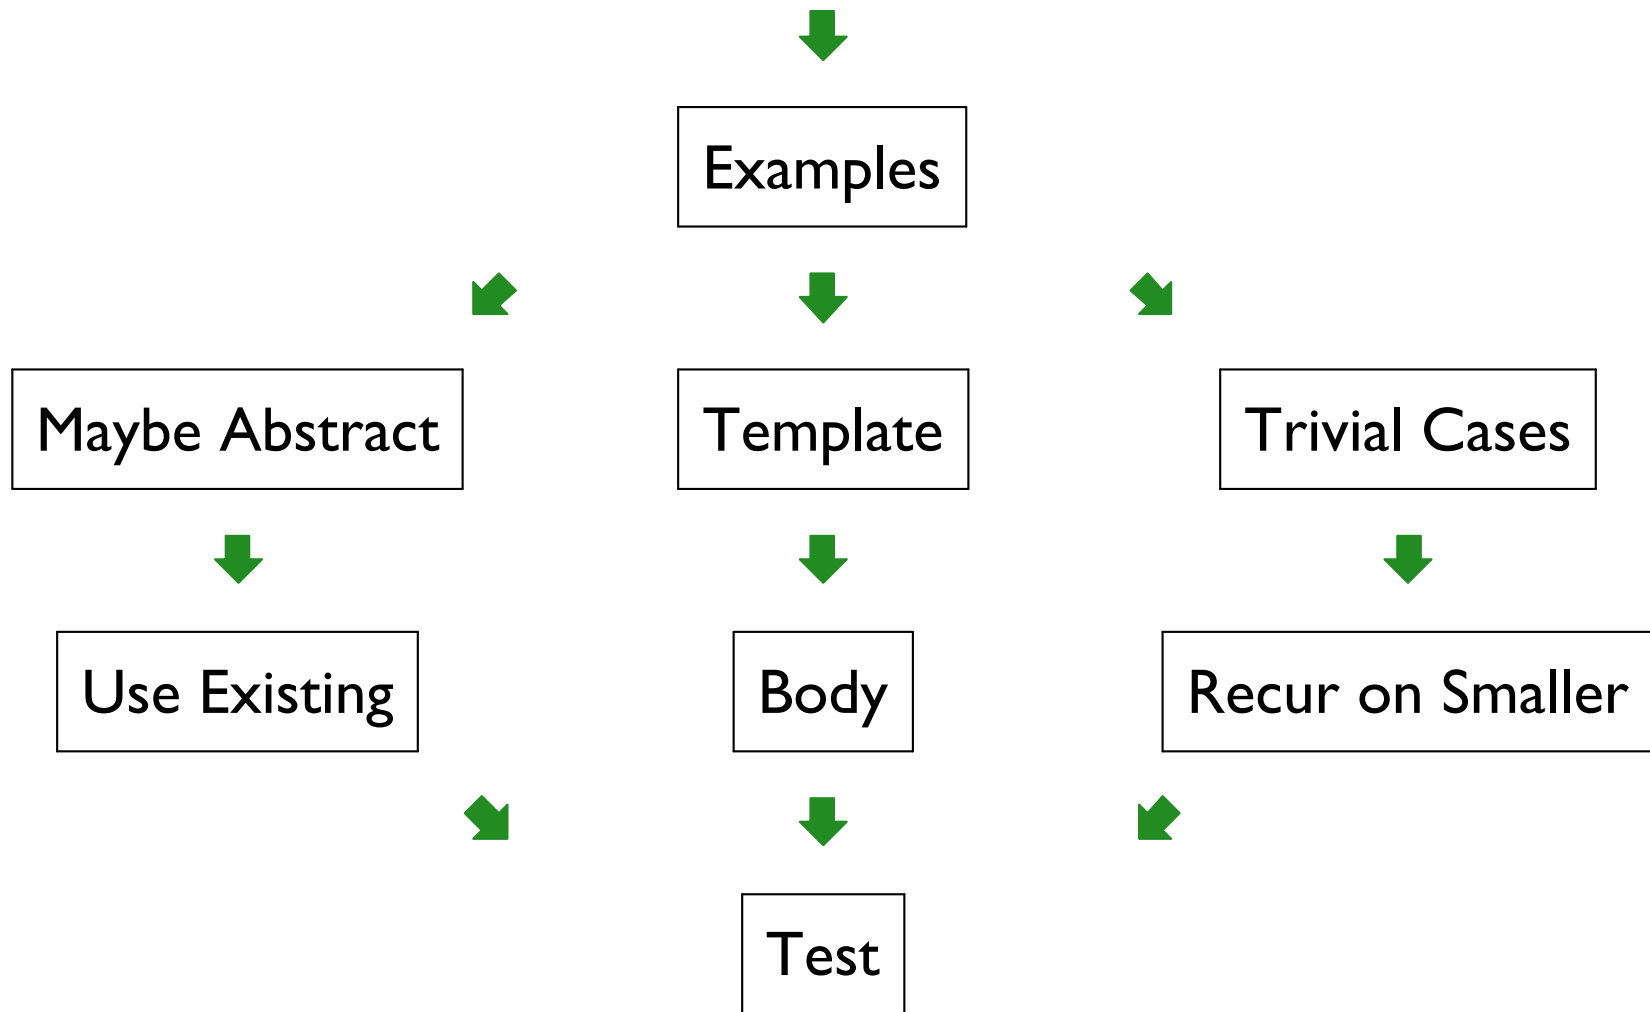 Examples
Maybe Abstract
Template
Trivial Cases
Use Existing
Body
Recur on Smaller
Test